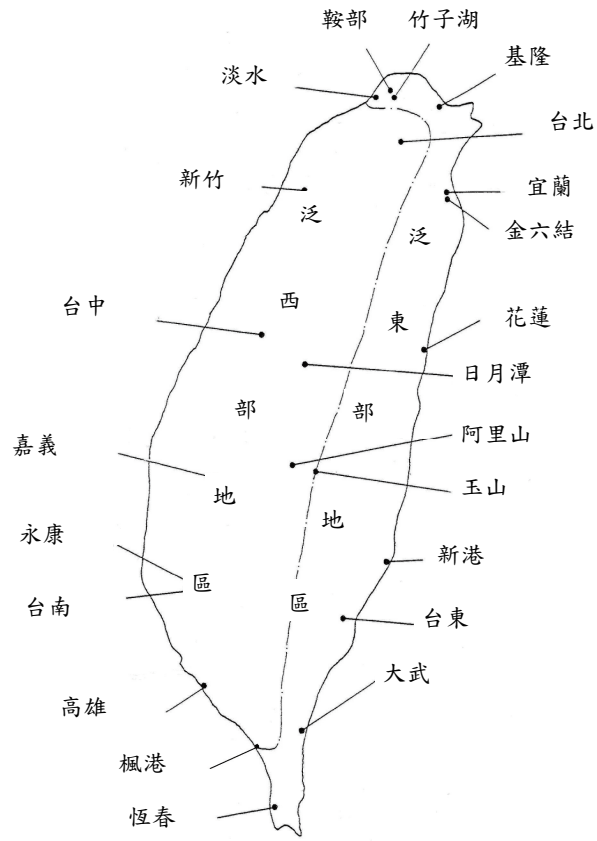 鞍部
竹子湖
淡水
基隆
台北
新竹
宜蘭
金六結
台中
花蓮
日月潭
嘉義
阿里山
玉山
永康
新港
台南
台東
高雄
大武
楓港
恆春
泛西部地區
泛東部地區